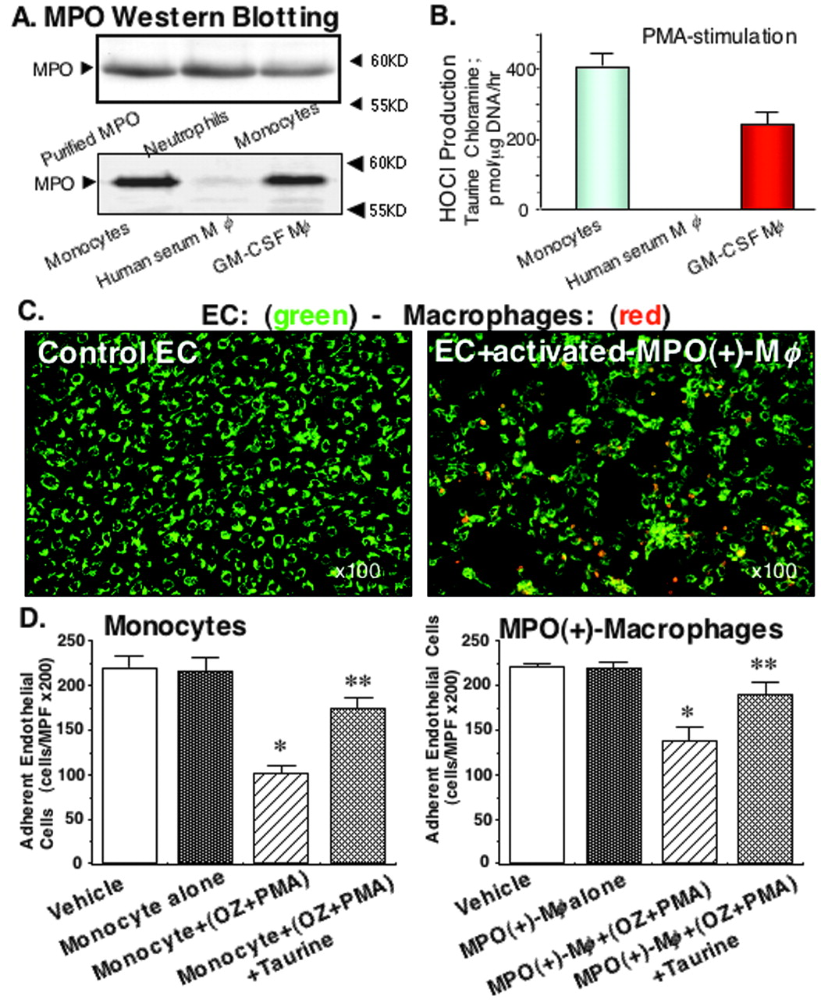 A. MPO Western Blotting
MPO
60KD
55KD
Purified MPO
Neutrophils
Monocytes
MPO
60KD
55KD
Monocytes
Human serum M ϕ
GM-CSF Mϕ
B.
PMA-stimulation
HOCl Production
Taurine Chloramine ;
pmol/μg DNA/hr
400
200
0
Monocytes
Human serum M ϕ
GM-CSF Mϕ
C.
EC: (green) - Macrophages: (red)
Control EC
x100
EC+activated-MPO(+)-Mϕ
x100
D.
Monocytes
Adherent Endothelial
Cells (cells/MPF x200)
250
200
150
100
50
0
*
**
Vehicle
Monocyte alone
Monocyte+(OZ+PMA)
Monocyte+(OZ+PMA)
+Taurine
MPO(+)-Macrophages
Adherent Endothelial Cells
(cells/MPF x200)
250
200
150
100
50
0
*
**
Vehicle
MPO(+)-Mϕ alone
MPO(+)-Mϕ+(OZ+PMA)
MPO(+)-Mϕ+(OZ+PMA)
+Taurine